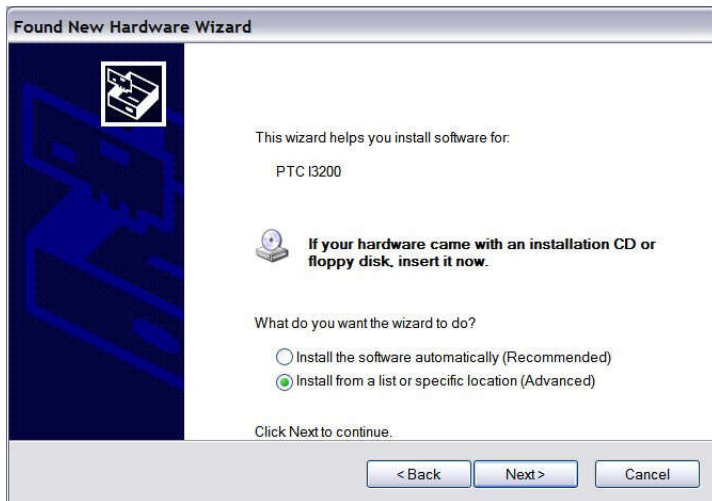 Found New Hardware Wizard
This wizard helps you install software for:
PTC I3200
If your hardware came with an installation CD or
floppy disk, insert it now.
What do you want the wizard to do?
Install the software automatically (Recommended)
Install from a list or specific location (Advanced)
Click Next to continue.
< Back Next > Cancel